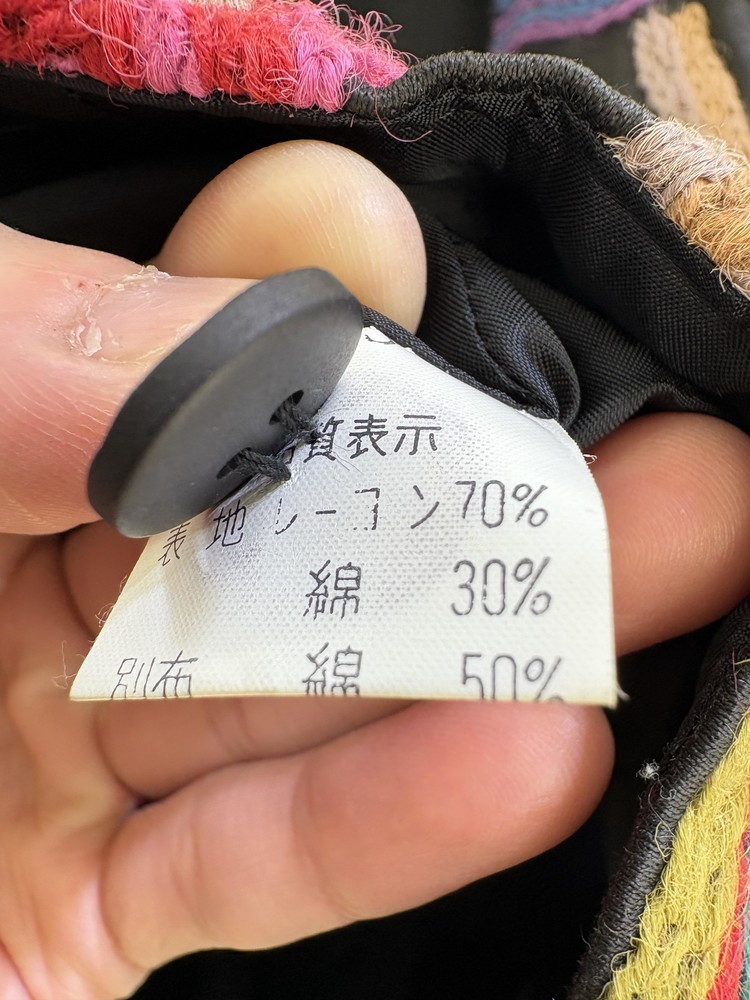 質表示
表地 レーヨン70%
綿 30%
別布 綿 50%